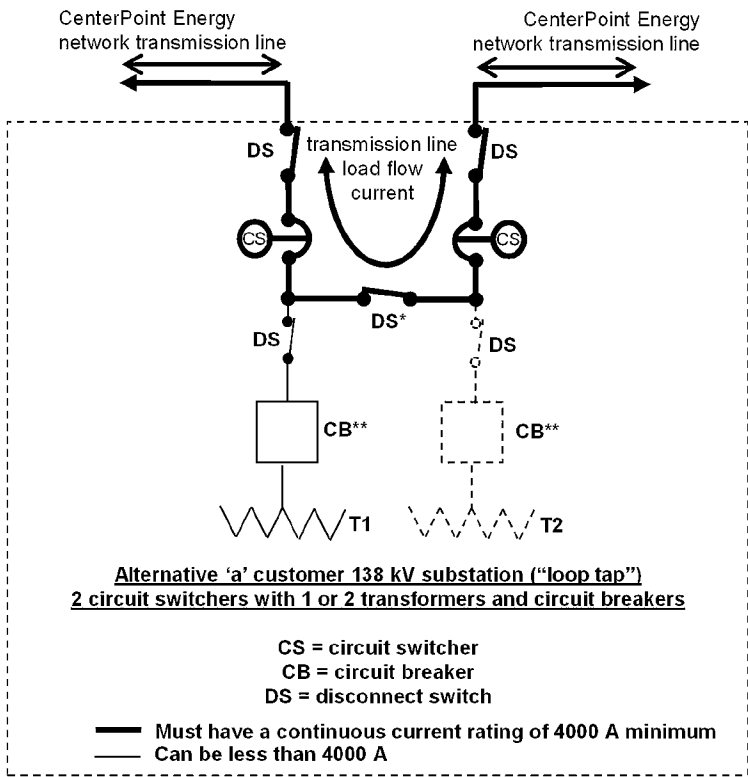 CenterPoint Energy
network transmission line
CenterPoint Energy
network transmission line
DS
transmission line
load flow
current
DS
CS
CS
DS*
DS
DS
CB**
CB**
T1
T2
Alternative ‘a’ customer 138 kV substation (“loop tap”)
2 circuit switchers with 1 or 2 transformers and circuit breakers
CS = circuit switcher
CB = circuit breaker
DS = disconnect switch
Must have a continuous current rating of 4000 A minimum
Can be less than 4000 A